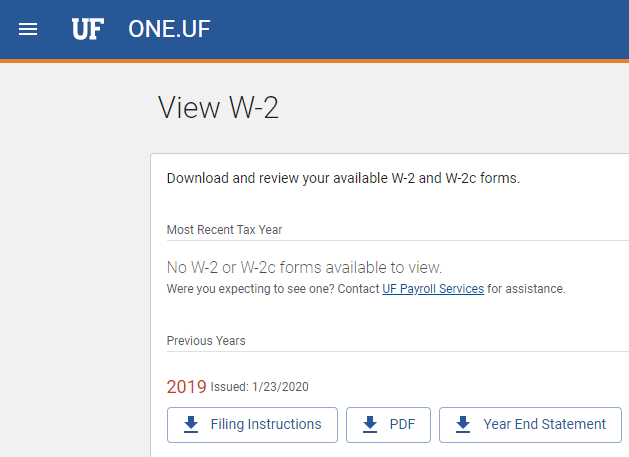 UF ONE.UF
View W-2
Download and review your available W-2 and W-2c forms.
Most Recent Tax Year
No W-2 or W-2c forms available to view.
Were you expecting to see one? Contact UF Payroll Services for assistance.
Previous Years
2019 Issued: 1/23/2020
Filing Instructions PDF Year End Statement